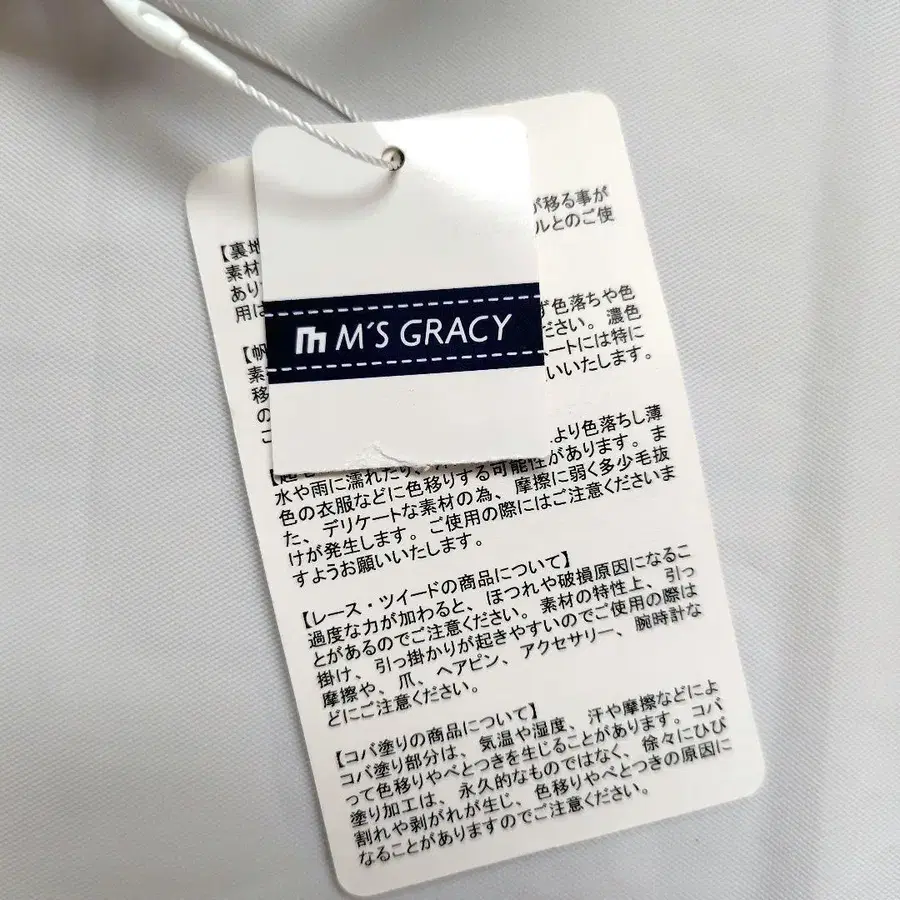 M'S GRACY
が移る事が
【裏地
ルとのご使
素材
あり
用は
ず色落ちや色
ださい。濃色
ートには特に
いいたします。
【帆
素
移
の
より色落ちし薄
水や雨に濡れたり、
色の衣服などに色移りする可能性があります。ま
た、デリケートな素材の為、摩擦に弱く多少毛抜
けが発生します。ご使用の際にはご注意くださいま
すようお願いいたします。
【レース・ツイードの商品について】
過度な力が加わると、ほつれや破損原因になるこ
とがあるのでご注意ください。素材の特性上、引っ
掛け、引っ掛かりが起きやすいのでご使用の際は
摩擦や、爪、ヘアピン、アクセサリー、腕時計な
どにご注意ください。
【コバ塗りの商品について】
コバ塗り部分は、気温や湿度、汗や摩擦などによ
って色移りやべとつきを生じることがあります。コバ
塗り加工は、永久的なものではなく、徐々にひび
割れや剥がれが生じ、色移りやべとつきの原因に
なることがありますのでご注意ください。